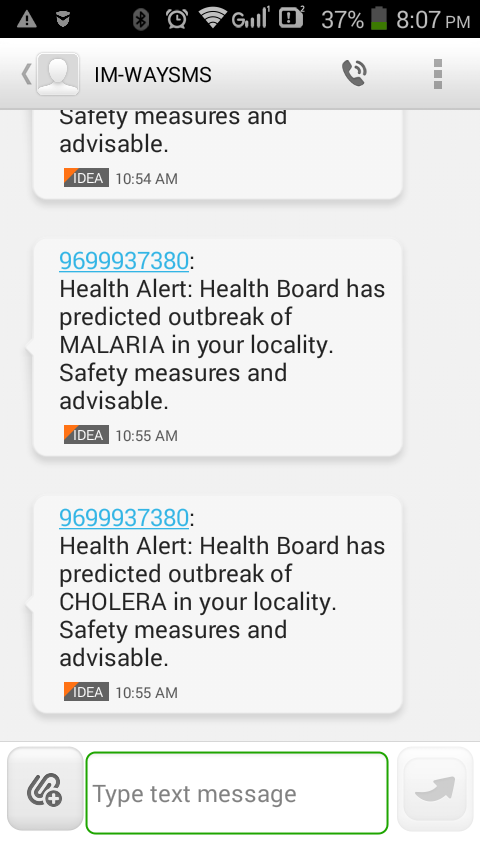 G 1 ! 2 37% 8:07 PM
IM-WAYSMS
Safety measures and
advisable.
IDEA 10:54 AM
9699937380:
Health Alert: Health Board has
predicted outbreak of
MALARIA in your locality.
Safety measures and
advisable.
IDEA 10:55 AM
9699937380:
Health Alert: Health Board has
predicted outbreak of
CHOLERA in your locality.
Safety measures and
advisable.
IDEA 10:55 AM
Type text message